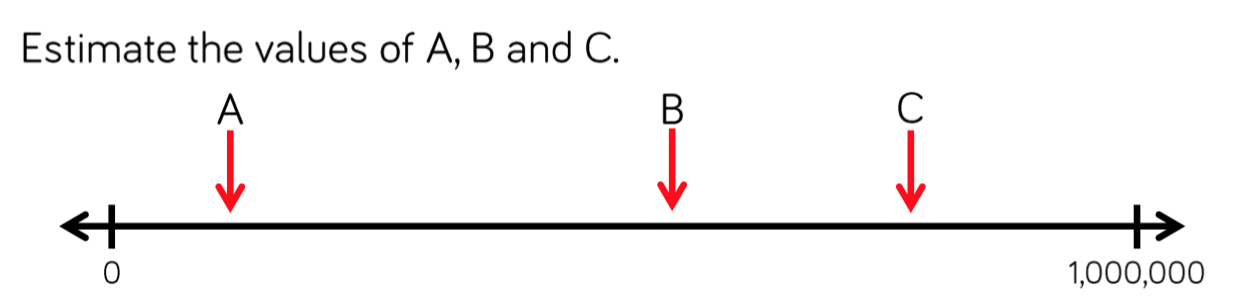 Estimate the values of A, B and C.
A B C
0 1,000,000